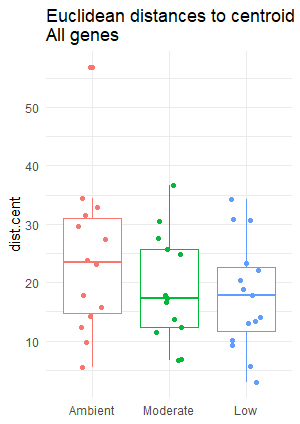 Euclidean distances to centroid
All genes
dist.cent
50
40
30
20
10
Ambient
Moderate
Low